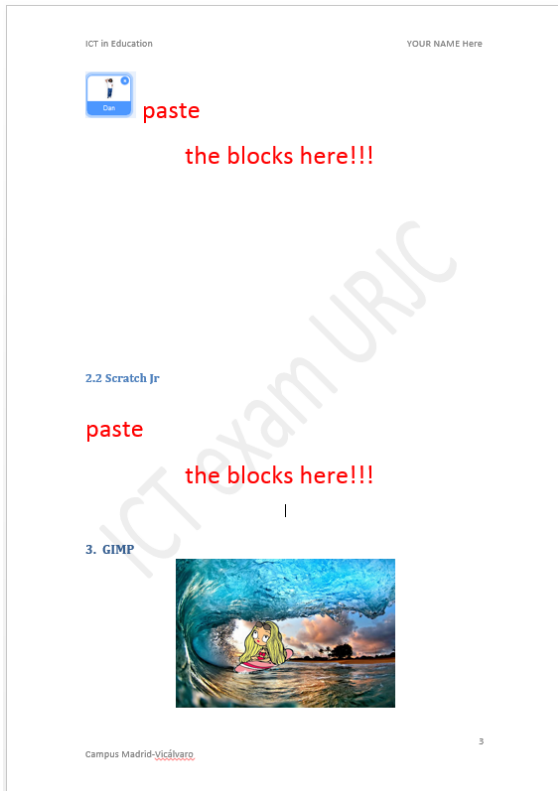 ICT in Education YOUR NAME Here
Dan
paste
the blocks here!!!
ICT exam URJC
2.2 Scratch Jr
paste
the blocks here!!!
3. GIMP
3
Campus Madrid-Vicálvaro